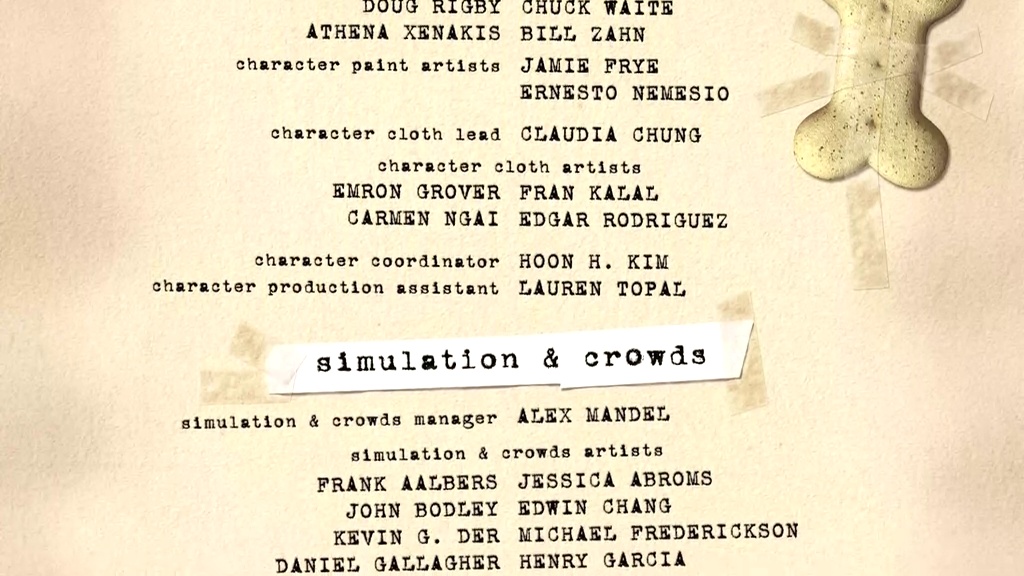 DOUG RIGBY CHUCK WAITE
ATHENA XENAKIS BILL ZAHN
character paint artists JAMIE FRYE
ERNESTO NEMESIO
character cloth lead CLAUDIA CHUNG
character cloth artists
EMRON GROVER FRAN KALAL
CARMEN NGAI EDGAR RODRIGUEZ
character coordinator HOON H. KIM
character production assistant LAUREN TOPAL
simulation & crowds
simulation & crowds manager ALEX MANDEL
simulation & crowds artists
FRANK AALBERS JESSICA ABROMS
JOHN BODLEY EDWIN CHANG
KEVIN G. DER MICHAEL FREDERICKSON
DANIEL GALLAGHER HENRY GARCIA